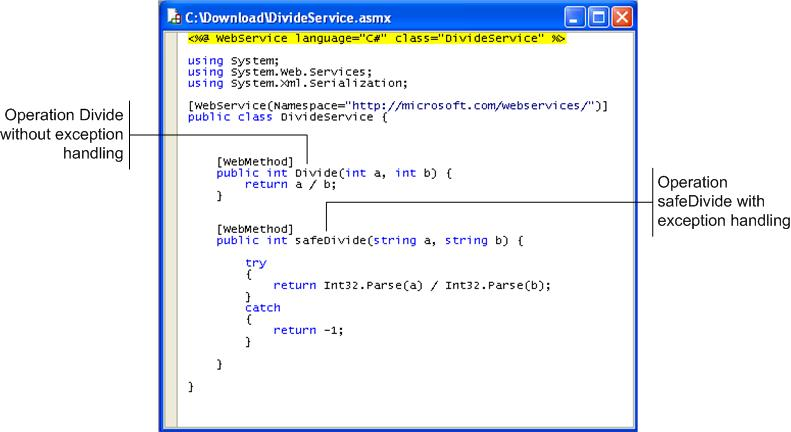 C:\Download\DivideService.asmx
<%@ WebService language="C#" class="DivideService" %>
using System;
using System.Web.Services;
using System.Xml.Serialization;
[WebService(Namespace="http://microsoft.com/webservices/")]
public class DivideService {
Operation Divide
without exception
handling
[WebMethod]
public int Divide(int a, int b) {
return a / b;
}
Operation
safeDivide with
exception handling
[WebMethod]
public int safeDivide(string a, string b) {
try
{
return Int32.Parse(a) / Int32.Parse(b);
}
catch
{
return -1;
}
}
}